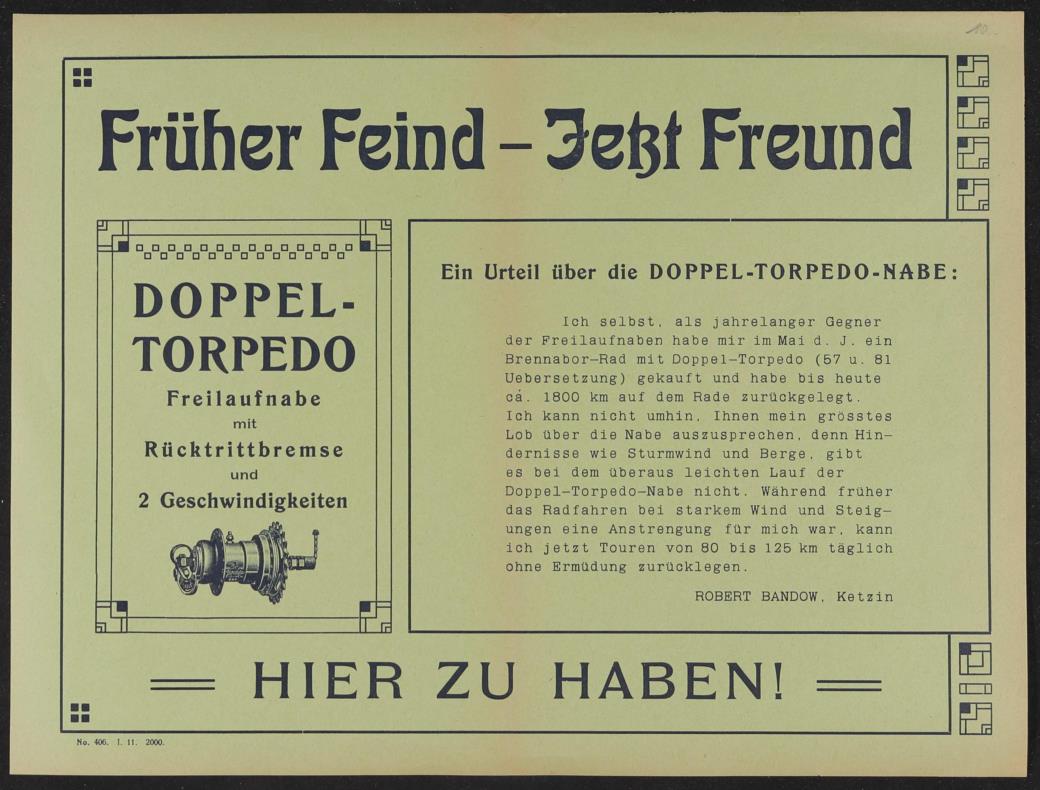 10.-
Früher Feind – Jetzt Freund
DOPPEL-
TORPEDO
Freilaufnabe
mit
Rücktrittbremse
und
2 Geschwindigkeiten
Ein Urteil über die DOPPEL-TORPEDO-NABE:
Ich selbst, als jahrelanger Gegner
der Freilaufnaben habe mir im Mai d. J. ein
Brennabor-Rad mit Doppel-Torpedo (57 u. 81
Uebersetzung) gekauft und habe bis heute
ca. 1800 km auf dem Rade zurückgelegt.
Ich kann nicht umhin, Ihnen mein grösstes
Lob über die Nabe auszusprechen, denn Hin-
dernisse wie Sturmwind und Berge, gibt
es bei dem überaus leichten Lauf der
Doppel-Torpedo-Nabe nicht. Während früher
das Radfahren bei starkem Wind und Steig-
ungen eine Anstrengung für mich war, kann
ich jetzt Touren von 80 bis 125 km täglich
ohne Ermüdung zurücklegen.
ROBERT BANDOW, Ketzin
HIER ZU HABEN!
No. 406. I. 11. 2000.